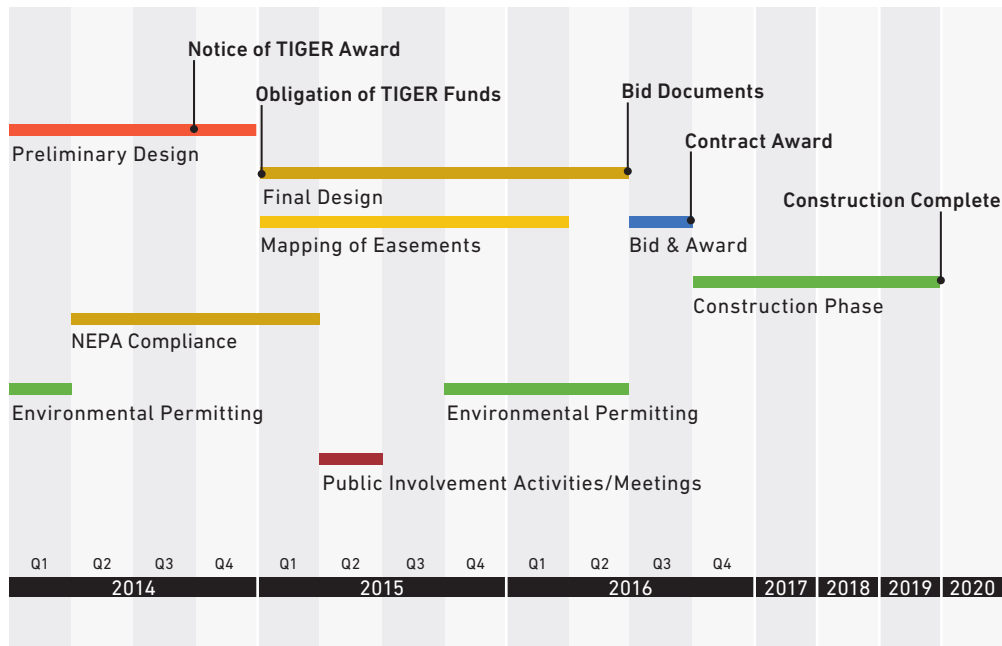 Notice of TIGER Award
Obligation of TIGER Funds
Bid Documents
Contract Award
Construction Complete
Preliminary Design
Final Design
Mapping of Easements
Bid & Award
Construction Phase
NEPA Compliance
Environmental Permitting
Environmental Permitting
Public Involvement Activities/Meetings
Q1 Q2 Q3 Q4 Q1 Q2 Q3 Q4 Q1 Q2 Q3 Q4
2014 2015 2016 2017 2018 2019 2020